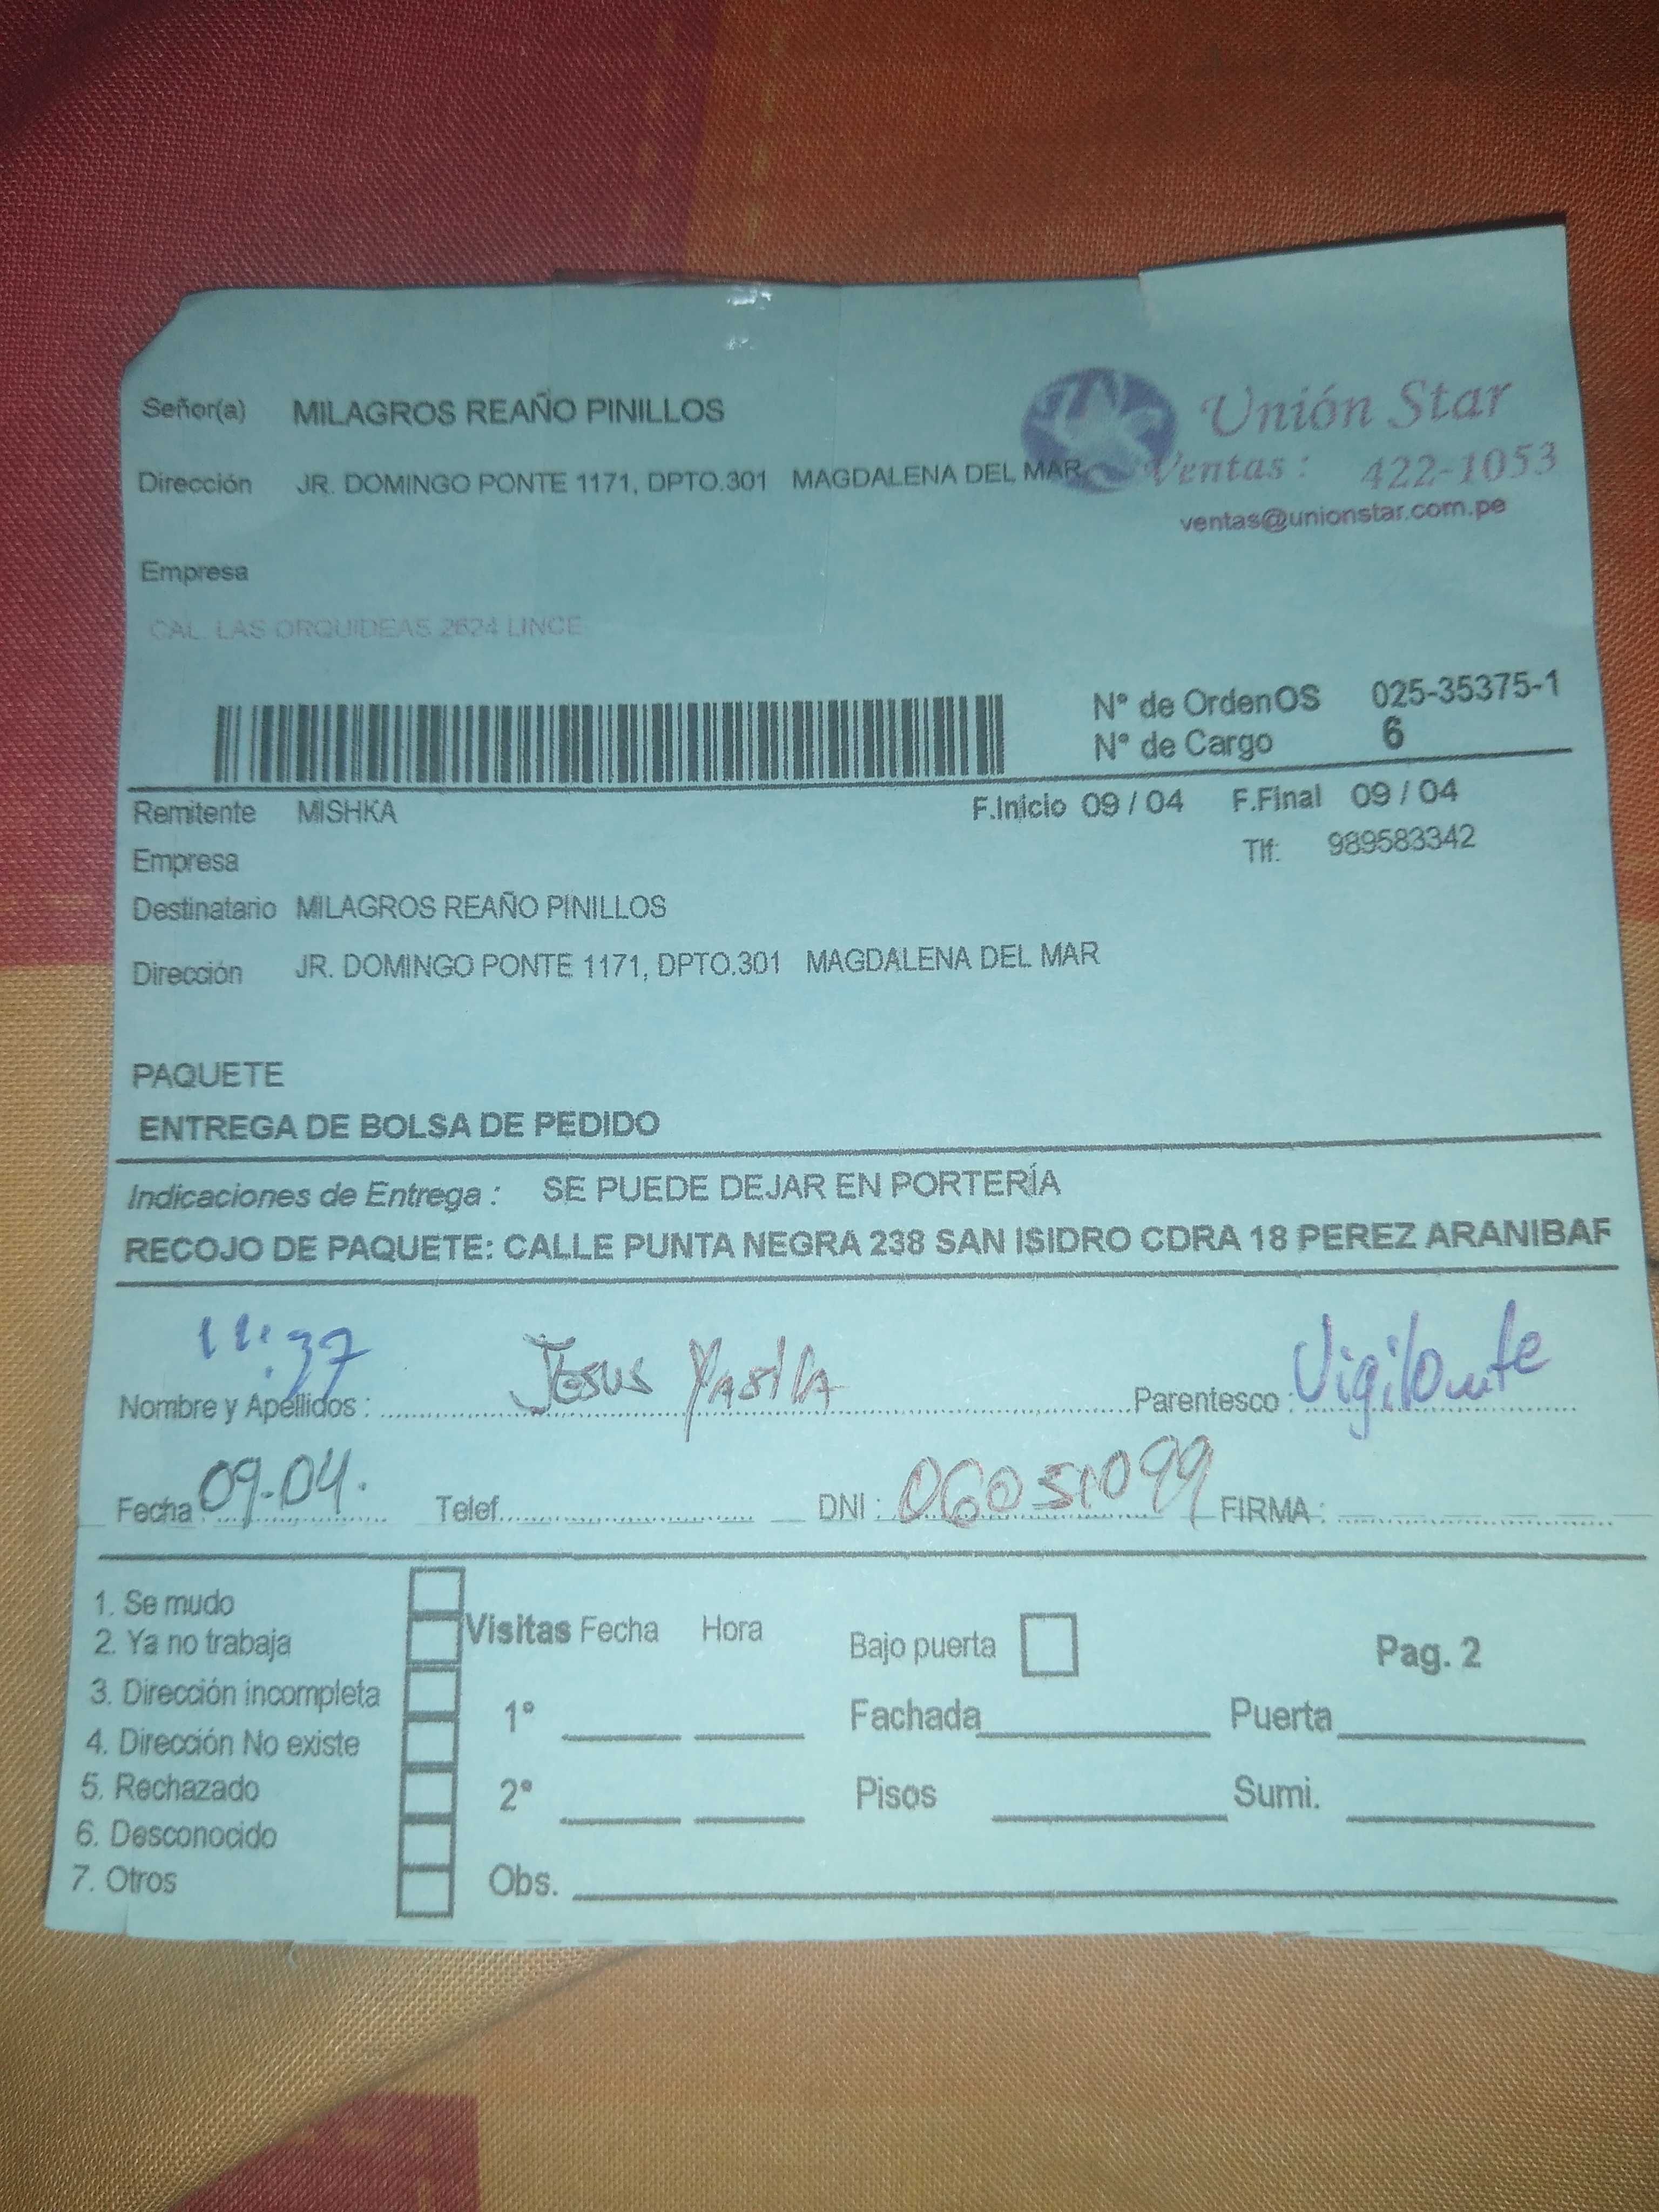 Señor(a) MILAGROS REAÑO PINILLOS
Unión Star
Dirección JR. DOMINGO PONTE 1171, DPTO.301 MAGDALENA DEL MAR
Ventas : 422-1053
ventas@unionstar.com.pe
Empresa
CAL. LAS ORQUIDEAS 2624 LINCE
N° de OrdenOS 025-35375-1
N° de Cargo 6
Remitente MISHKA F.Inicio 09 / 04 F.Final 09 / 04
Empresa Tlf: 989583342
Destinatario MILAGROS REAÑO PINILLOS
Dirección JR. DOMINGO PONTE 1171, DPTO.301 MAGDALENA DEL MAR
PAQUETE
ENTREGA DE BOLSA DE PEDIDO
Indicaciones de Entrega : SE PUEDE DEJAR EN PORTERÍA
RECOJO DE PAQUETE: CALLE PUNTA NEGRA 238 SAN ISIDRO CDRA 18 PEREZ ARANIBAR
11:37
Nombre y Apellidos : Jesus Parentesco : Vigilante
Fecha : 09-04. Telef. DNI : 06051099 FIRMA :
1. Se mudo
2. Ya no trabaja
3. Dirección incompleta
4. Dirección No existe
5. Rechazado
6. Desconocido
7. Otros
Visitas Fecha Hora
1°
2°
Obs.
Bajo puerta Pag. 2
Fachada Puerta
Pisos Sumi.